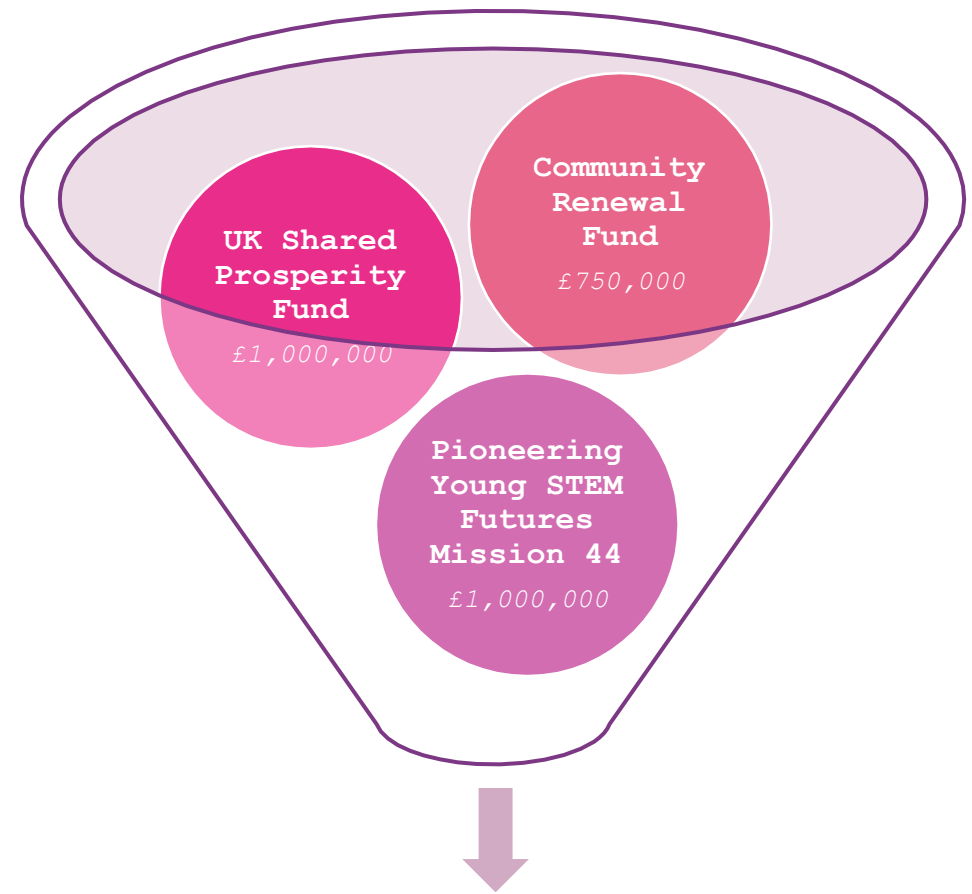 UK Shared
Prosperity
Fund
£1,000,000
Community
Renewal
Fund
£750,000
Pioneering
Young STEM
Futures
Mission 44
£1,000,000